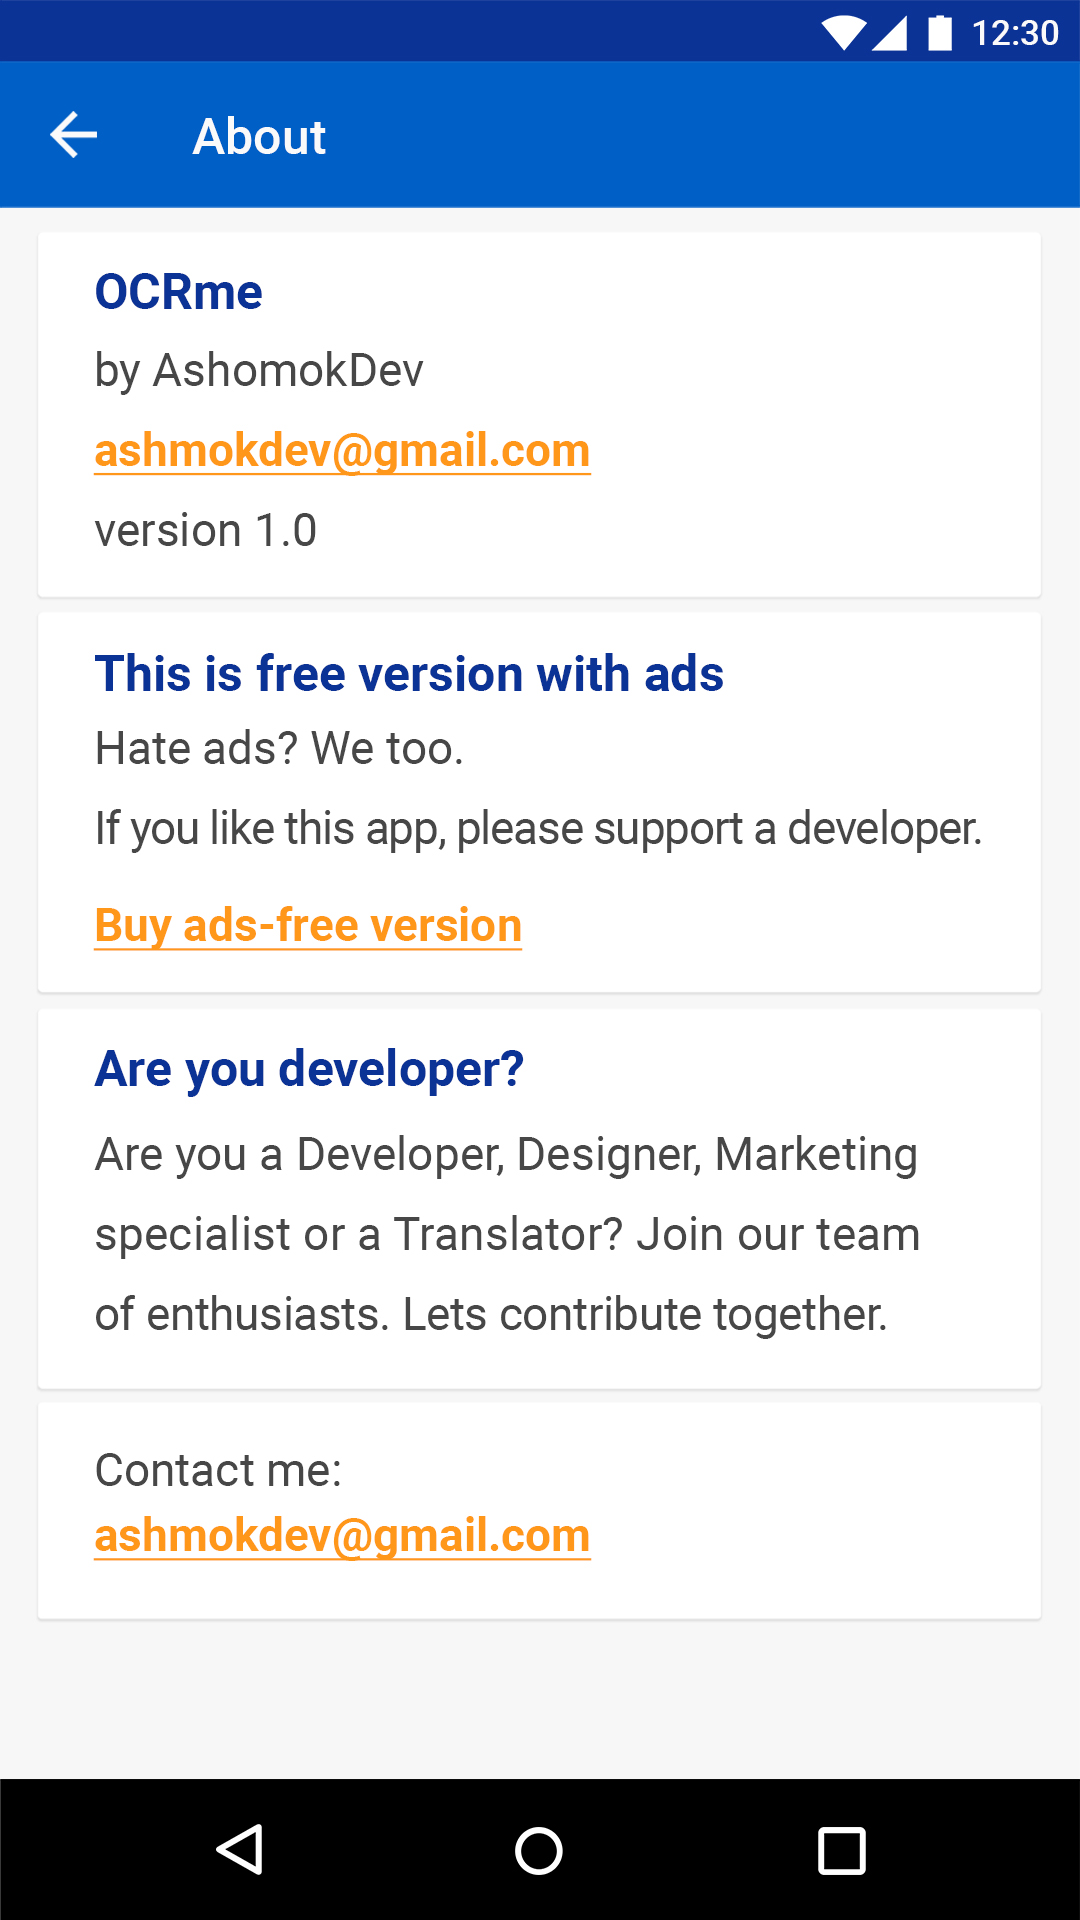 12:30
About
OCRme
by AshomokDev
ashmokdev@gmail.com
version 1.0
This is free version with ads
Hate ads? We too.
If you like this app, please support a developer.
Buy ads-free version
Are you developer?
Are you a Developer, Designer, Marketing
specialist or a Translator? Join our team
of enthusiasts. Lets contribute together.
Contact me:
ashmokdev@gmail.com